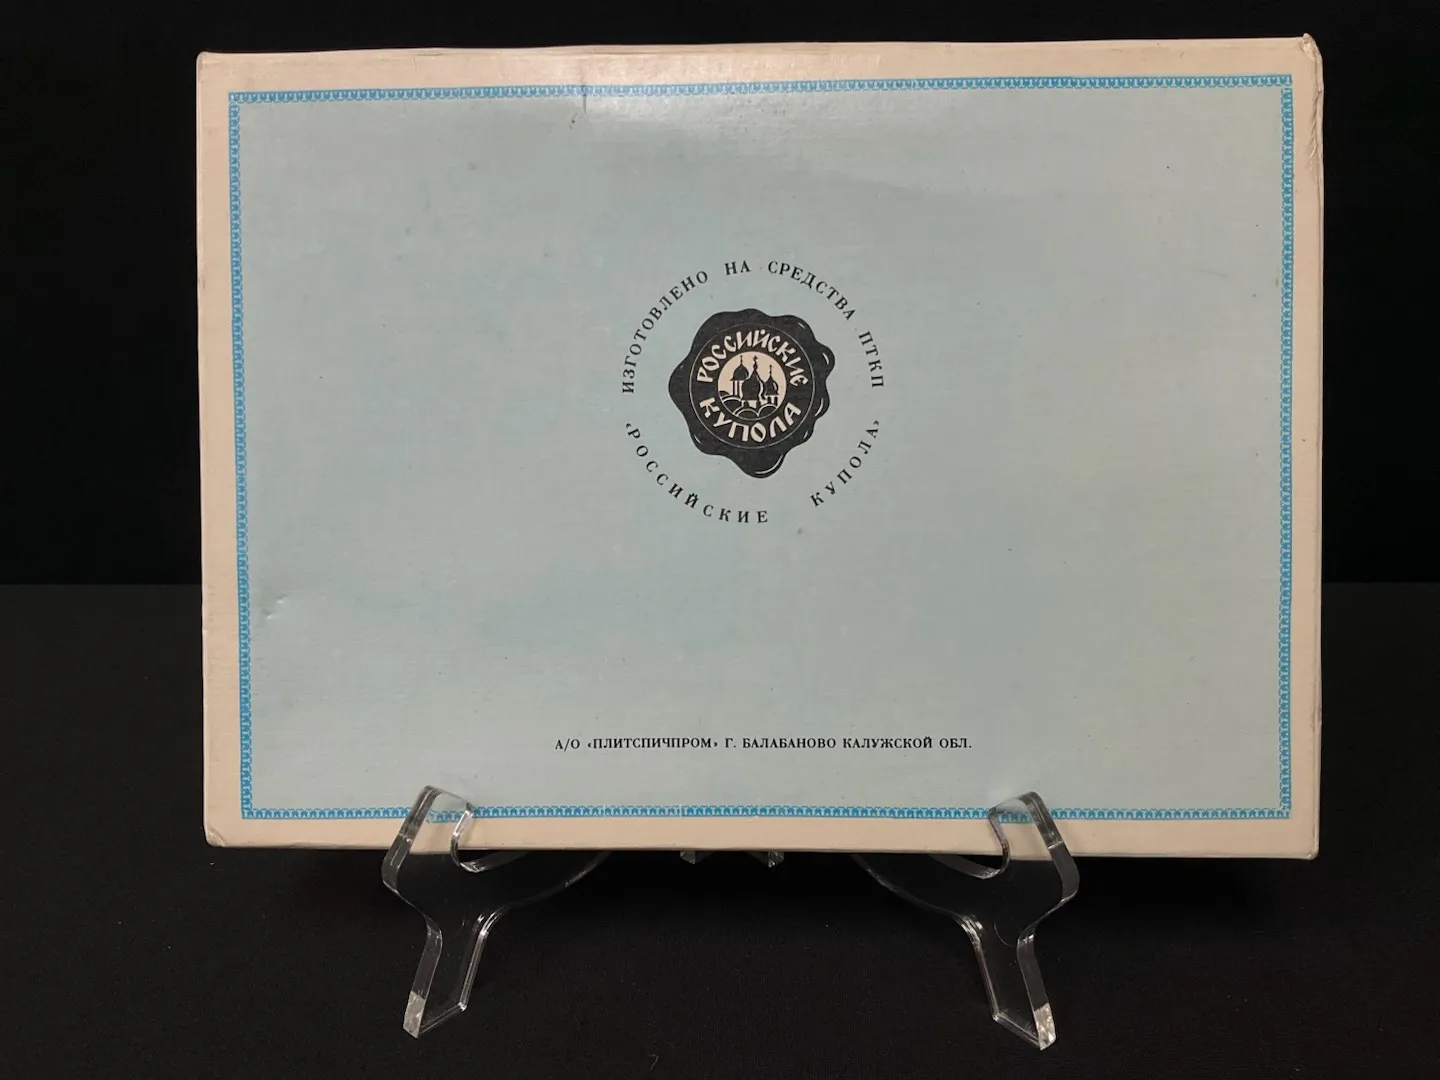 ИЗГОТОВЛЕНО НА СРЕДСТВА ПТКП
«РОССИЙСКИЕ КУПОЛА»
РОССИЙСКИЕ
КУПОЛА
А/О «ПЛИТСПИЧПРОМ» Г. БАЛАБАНОВО КАЛУЖСКОЙ ОБЛ.